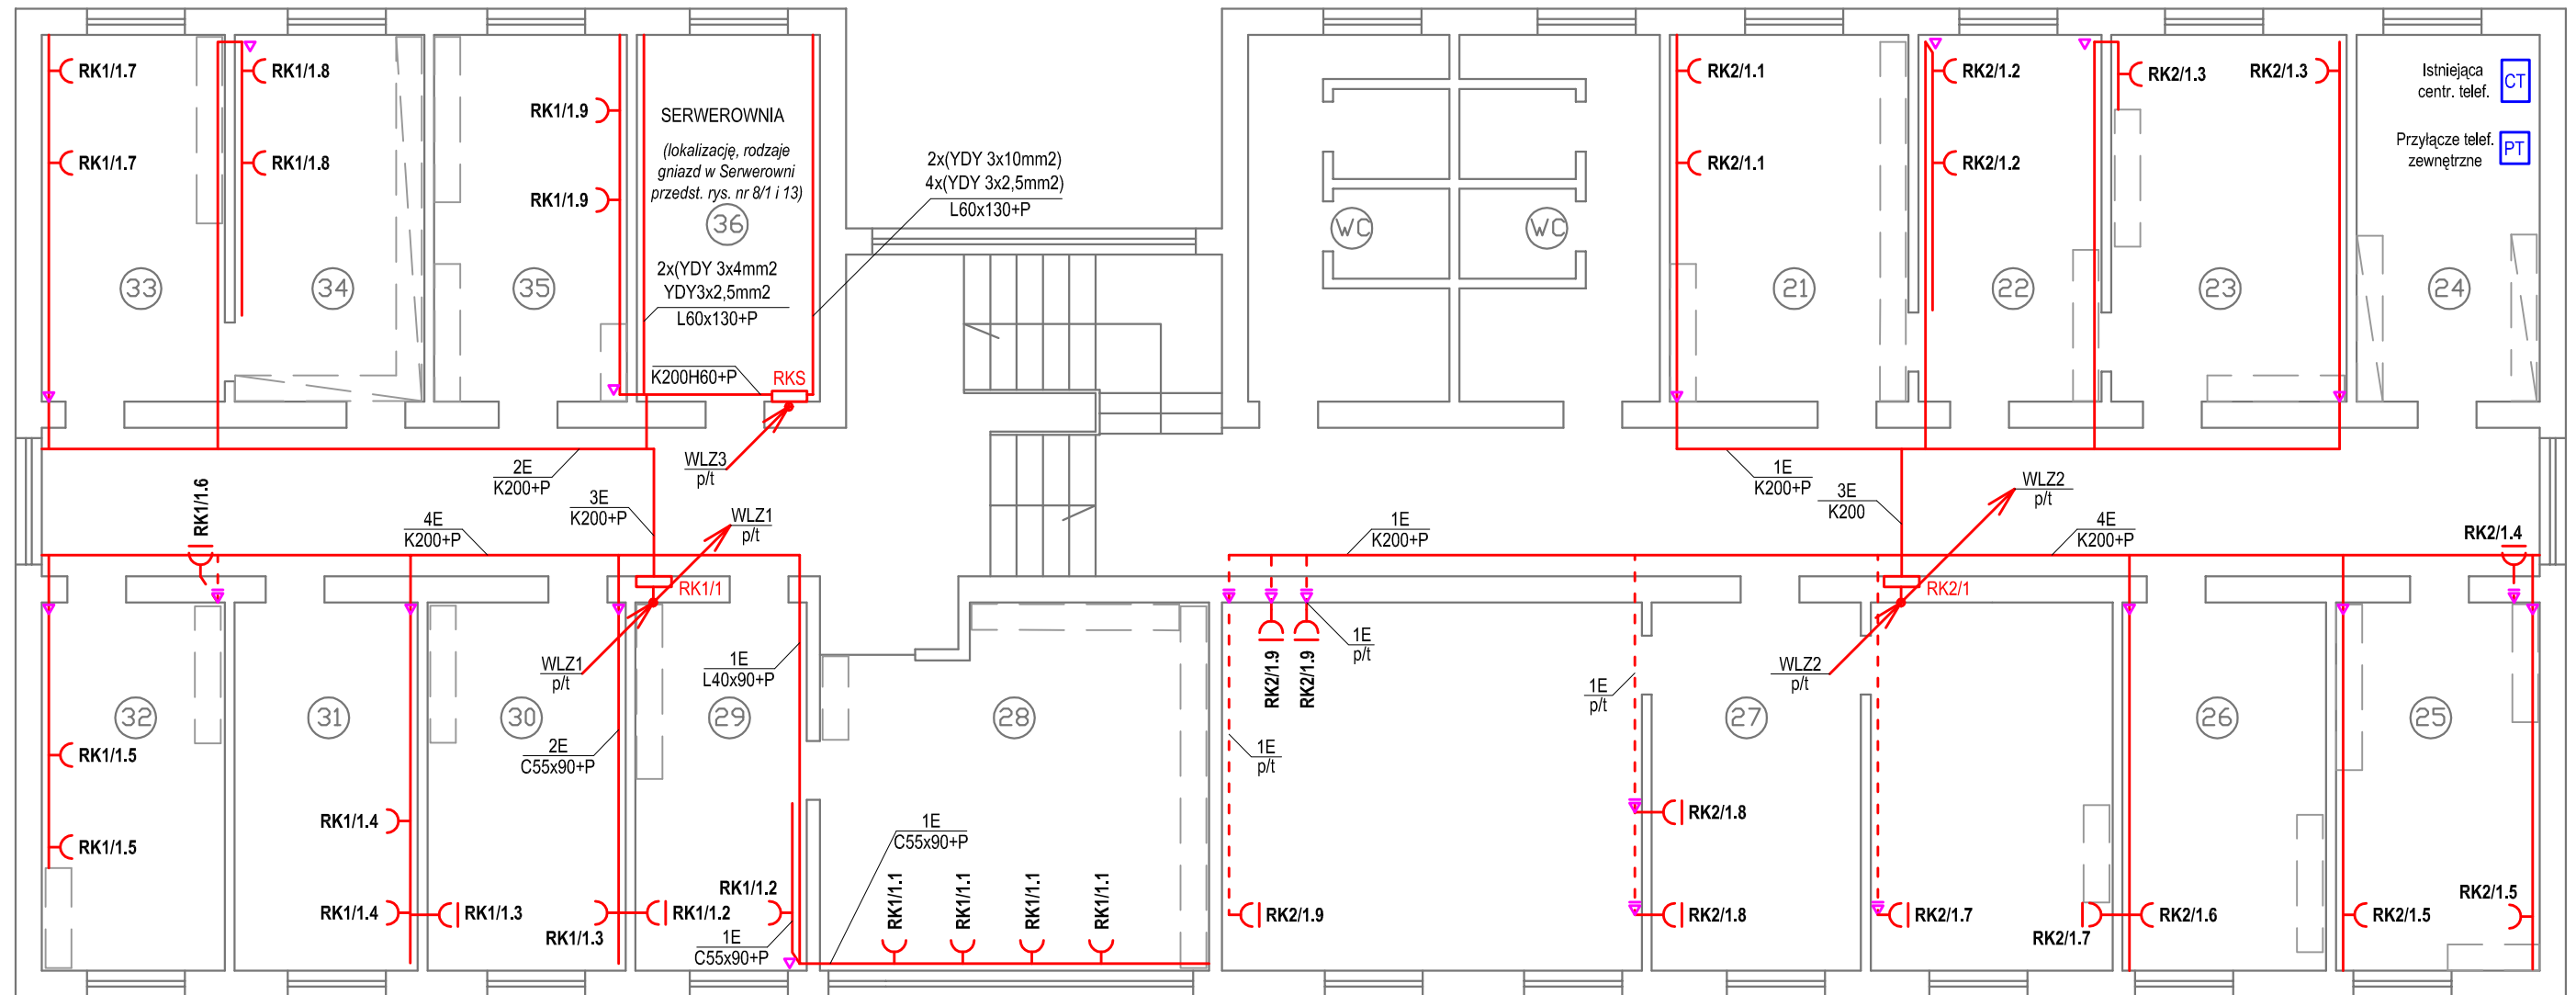 RK1/1.7
RK1/1.8
RK1/1.7
RK1/1.8
RK1/1.9
RK1/1.9
SERWEROWNIA
(lokalizację, rodzaje
gniazd w Serwerowni
przedst. rys. nr 8/1 i 13)
36
2x(YDY 3x10mm2)
4x(YDY 3x2,5mm2)
L60x130+P
2x(YDY 3x4mm2
YDY3x2,5mm2
L60x130+P
K200H60+P
RKS
33
34
35
WC
WC
RK2/1.1
RK2/1.1
RK2/1.2
RK2/1.2
RK2/1.3
RK2/1.3
Istniejąca
centr. telef.
CT
Przyłącze telef.
zewnętrzne
PT
21
22
23
24
2E
K200+P
WLZ3
p/t
3E
K200+P
RK1/1.6
4E
K200+P
WLZ1
p/t
RK1/1
1E
K200+P
1E
K200+P
3E
K200
WLZ2
p/t
4E
K200+P
RK2/1.4
RK2/1
WLZ1
p/t
1E
L40x90+P
2E
C55x90+P
32
31
30
29
28
RK1/1.5
RK1/1.5
RK1/1.4
RK1/1.4
RK1/1.3
RK1/1.3
RK1/1.2
RK1/1.2
1E
C55x90+P
1E
C55x90+P
RK1/1.1
RK1/1.1
RK1/1.1
RK1/1.1
RK2/1.9
RK2/1.9
1E
p/t
1E
p/t
1E
p/t
WLZ2
p/t
27
26
25
RK2/1.9
RK2/1.8
RK2/1.8
RK2/1.7
RK2/1.7
RK2/1.6
RK2/1.5
RK2/1.5